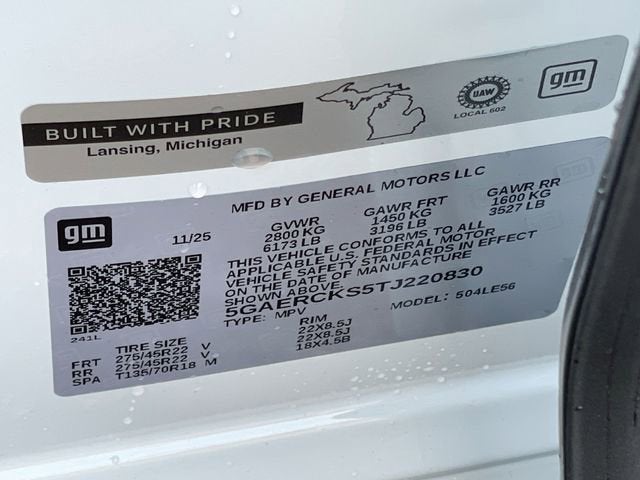 BUILT WITH PRIDE
Lansing, Michigan
UAW
LOCAL 602
gm
gm
MFD BY GENERAL MOTORS LLC
11/25
GVWR GAWR FRT GAWR RR
2800 KG 1450 KG 1600 KG
6173 LB 3196 LB 3527 LB
THIS VEHICLE CONFORMS TO ALL
APPLICABLE U.S. FEDERAL MOTOR
VEHICLE SAFETY STANDARDS IN EFFECT
ON THE DATE OF MANUFACTURE
SHOWN ABOVE.
5GAERCKS5TJ220830
TYPE: MPV MODEL: 504LE56
241L
TIRE SIZE RIM
FRT 275/45R22 V 22X8.5J
RR 275/45R22 V 22X8.5J
SPA T135/70R18 M 18X4.5B